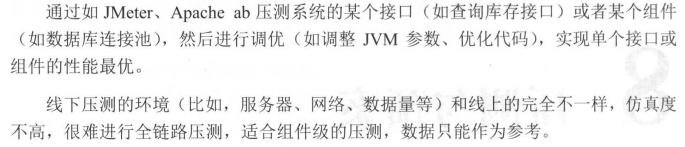 通过如 JMeter、Apache ab 压测系统的某个接口（如查询库存接口）或者某个组件
（如数据库连接池），然后进行调优（如调整 JVM 参数、优化代码），实现单个接口或
组件的性能最优。
线下压测的环境（比如，服务器、网络、数据量等）和线上的完全不一样，仿真度
不高，很难进行全链路压测，适合组件级的压测，数据只能作为参考。